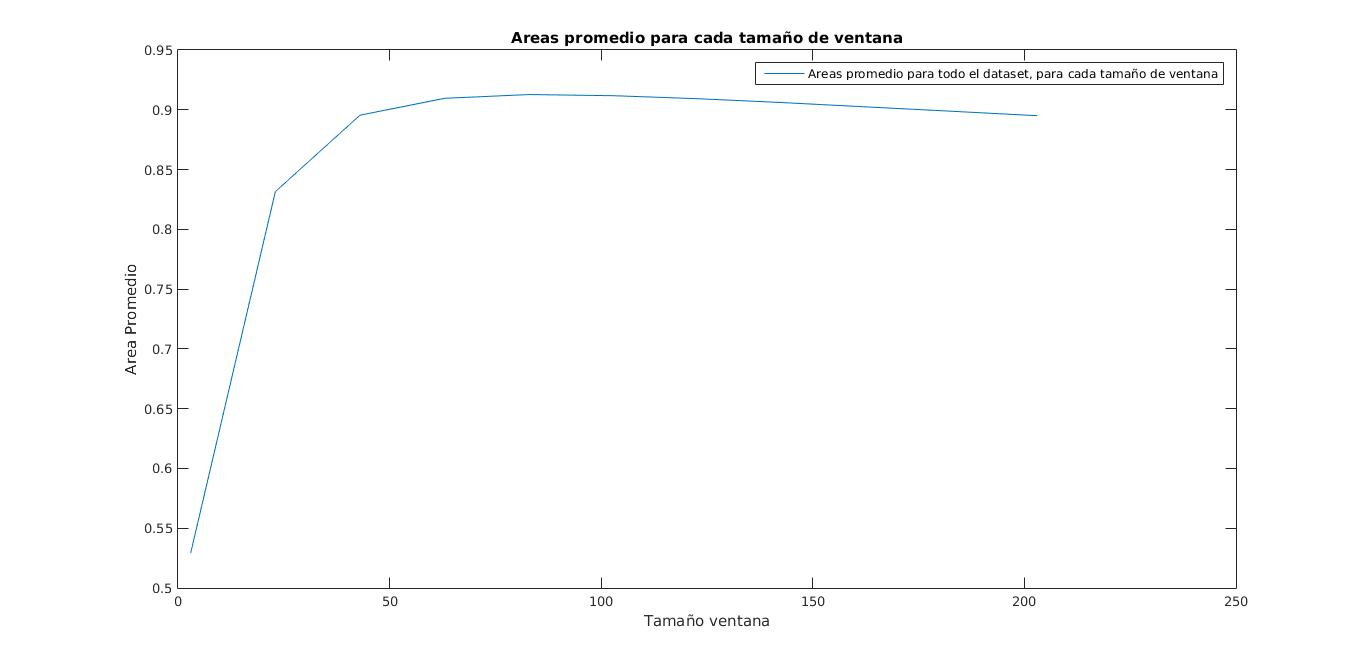 Areas promedio para cada tamaño de ventana
Areas promedio para todo el dataset, para cada tamaño de ventana
0.95
0.9
0.85
0.8
0.75
0.7
0.65
0.6
0.55
0.5
Area Promedio
0 50 100 150 200 250
Tamaño ventana